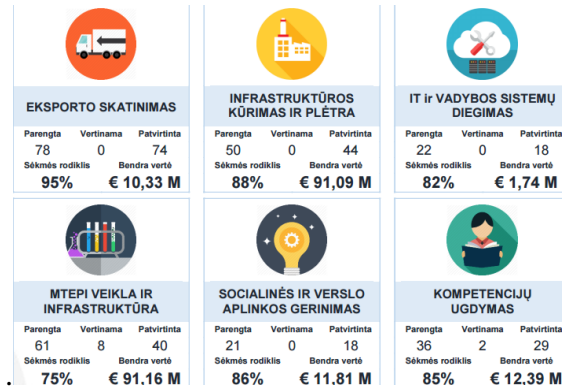 EKSPORTO SKATINIMAS
Parengta Vertinama Patvirtinta
78 0 74
Sėkmės rodiklis Bendra vertė
95% € 10,33 M
INFRASTRUKTŪROS
KŪRIMAS IR PLĖTRA
Parengta Vertinama Patvirtinta
50 0 44
Sėkmės rodiklis Bendra vertė
88% € 91,09 M
IT ir VADYBOS SISTEMŲ
DIEGIMAS
Parengta Vertinama Patvirtinta
22 0 18
Sėkmės rodiklis Bendra vertė
82% € 1,74 M
MTEPI VEIKLA IR
INFRASTRUKTŪRA
Parengta Vertinama Patvirtinta
61 8 40
Sėkmės rodiklis Bendra vertė
75% € 91,16 M
SOCIALINĖS IR VERSLO
APLINKOS GERINIMAS
Parengta Vertinama Patvirtinta
21 0 18
Sėkmės rodiklis Bendra vertė
86% € 11,81 M
KOMPETENCIJŲ
UGDYMAS
Parengta Vertinama Patvirtinta
36 2 29
Sėkmės rodiklis Bendra vertė
85% € 12,39 M